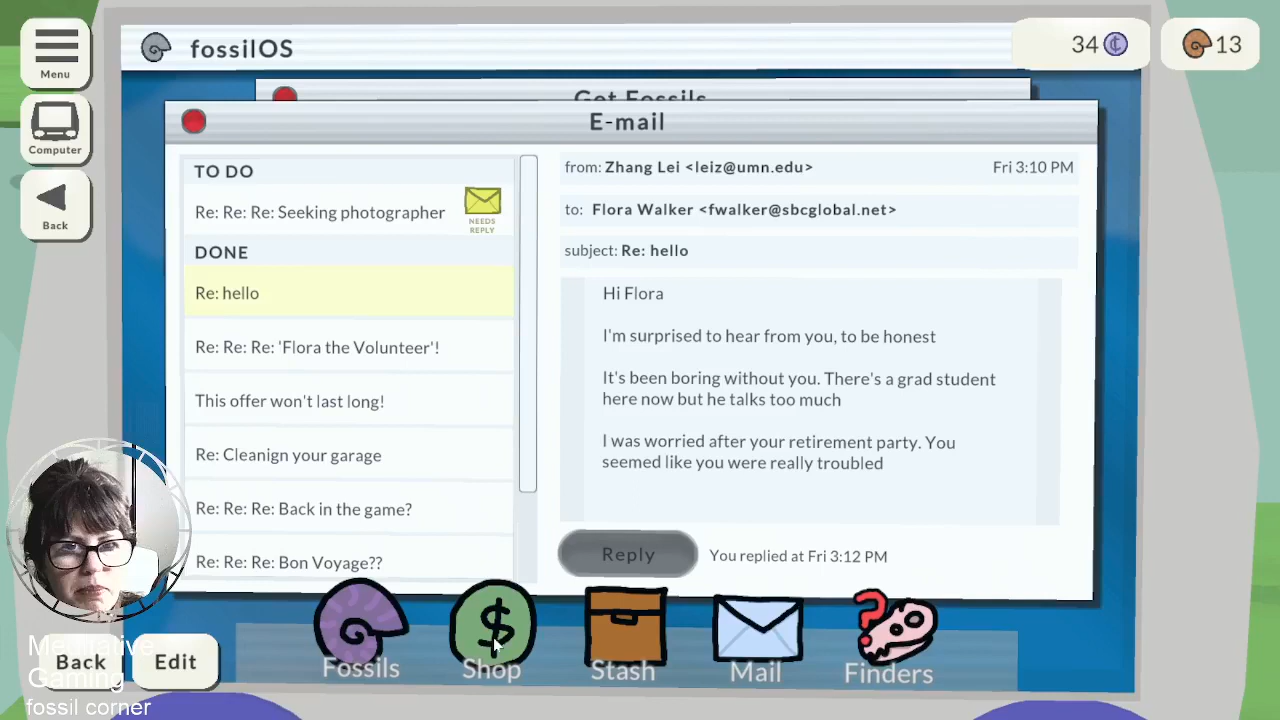 Menu
Computer
Back
fossilOS
34
13
Get Fossils
E-mail
TO DO
Re: Re: Re: Seeking photographer
NEEDS
REPLY
DONE
Re: hello
Re: Re: Re: 'Flora the Volunteer'!
This offer won't last long!
Re: Cleanign your garage
Re: Re: Re: Back in the game?
Re: Re: Re: Bon Voyage??
from: Zhang Lei <leiz@umn.edu>
Fri 3:10 PM
to: Flora Walker <fwalker@sbcglobal.net>
subject: Re: hello
Hi Flora
I'm surprised to hear from you, to be honest
It's been boring without you. There's a grad student
here now but he talks too much
I was worried after your retirement party. You
seemed like you were really troubled
Reply
You replied at Fri 3:12 PM
Fossils
Shop
Stash
Mail
Finders
Back
Edit
Meditative
Gaming
fossil corner